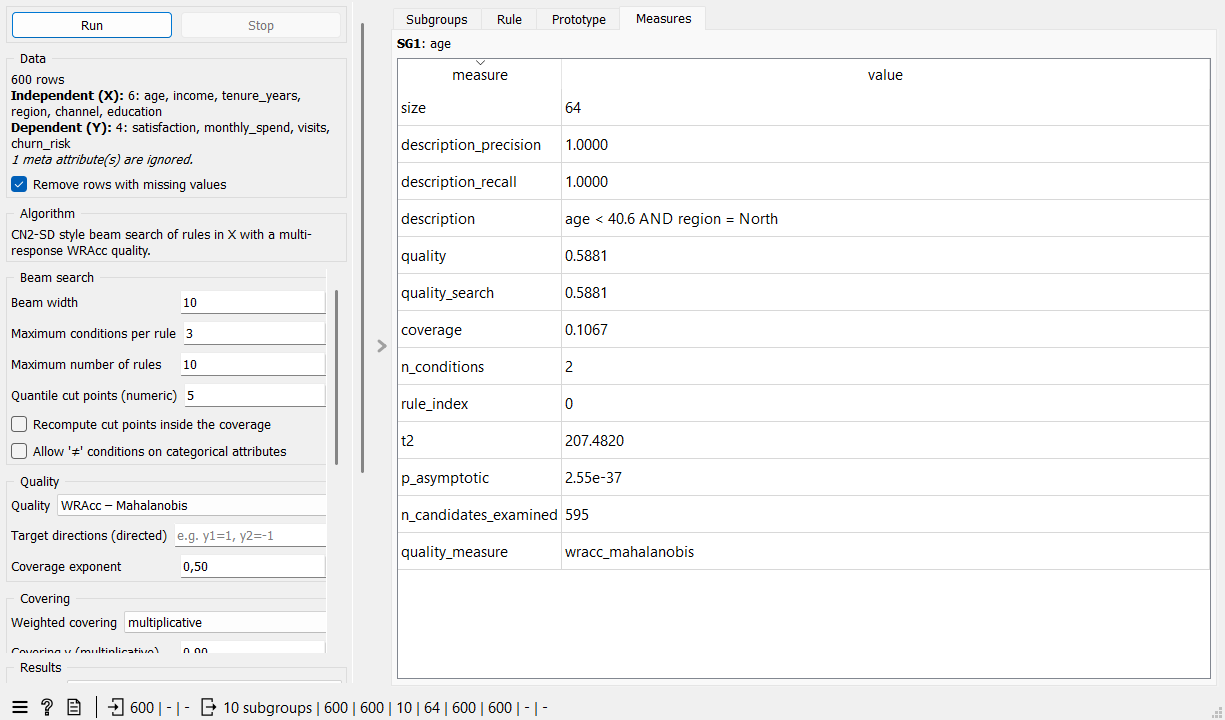 Run
Stop
Data
600 rows
Independent (X): 6: age, income, tenure_years,
region, channel, education
Dependent (Y): 4: satisfaction, monthly_spend, visits,
churn_risk
1 meta attribute(s) are ignored.
Remove rows with missing values
Algorithm
CN2-SD style beam search of rules in X with a multi-
response WRAcc quality.
Beam search
Beam width 10
Maximum conditions per rule 3
Maximum number of rules 10
Quantile cut points (numeric) 5
Recompute cut points inside the coverage
Allow '≠' conditions on categorical attributes
Quality
Quality WRAcc – Mahalanobis
Target directions (directed) e.g. y1=1, y2=-1
Coverage exponent 0,50
Covering
Weighted covering multiplicative
Covering γ (multiplicative) 0,90
Results
Subgroups Rule Prototype Measures
SG1: age
measure value
size 64
description_precision 1.0000
description_recall 1.0000
description age < 40.6 AND region = North
quality 0.5881
quality_search 0.5881
coverage 0.1067
n_conditions 2
rule_index 0
t2 207.4820
p_asymptotic 2.55e-37
n_candidates_examined 595
quality_measure wracc_mahalanobis
600 | - | - 10 subgroups | 600 | 600 | 10 | 64 | 600 | 600 | - | -